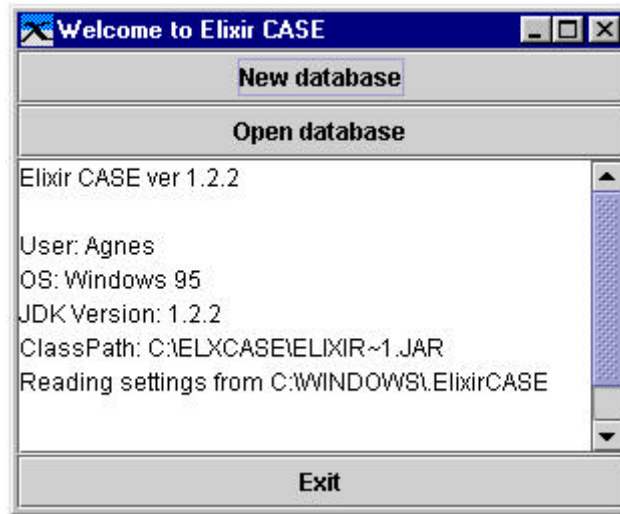 Welcome to Elixir CASE
New database
Open database
Elixir CASE ver 1.2.2
User: Agnes
OS: Windows 95
JDK Version: 1.2.2
ClassPath: C:\ELXCASE\ELIXIR~1.JAR
Reading settings from C:\WINDOWS\.ElixirCASE
Exit